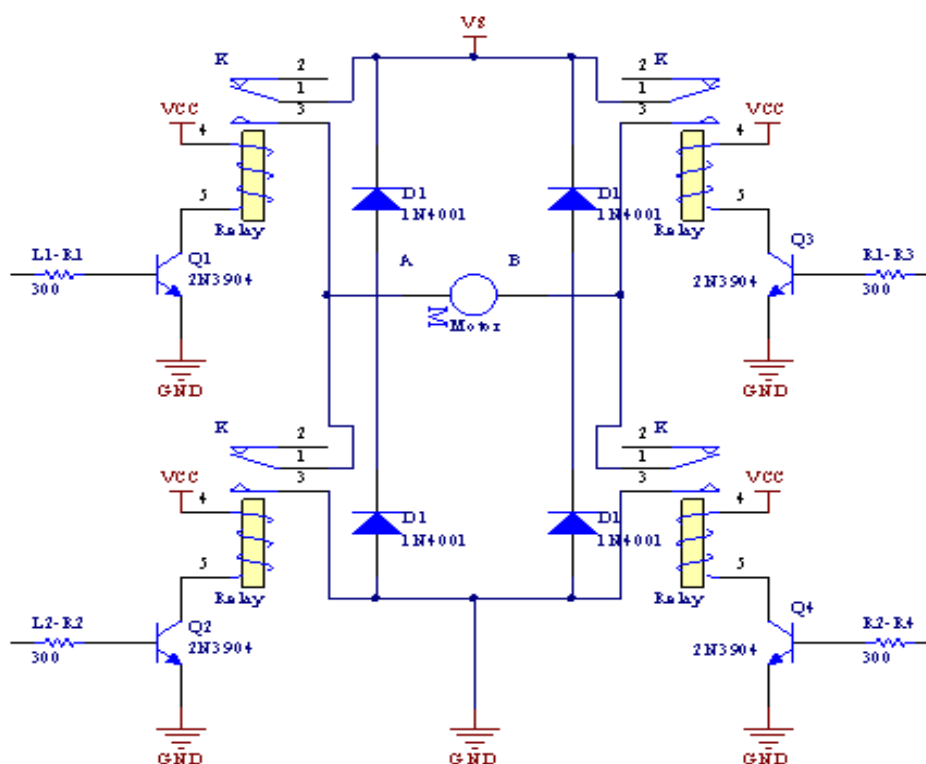 VS
K
2
1
3
VCC
4
5
Relay
L1-R1
300
Q1
2N3904
GND
K
2
1
3
VCC
4
5
Relay
Q3
2N3904
R1-R3
300
GND
D1
1N4001
D1
1N4001
A
B
M
Motor
K
2
1
3
VCC
4
5
Relay
L2-R2
300
Q2
2N3904
GND
K
2
1
3
VCC
4
5
Relay
Q4
2N3904
R2-R4
300
GND
D1
1N4001
D1
1N4001
GND